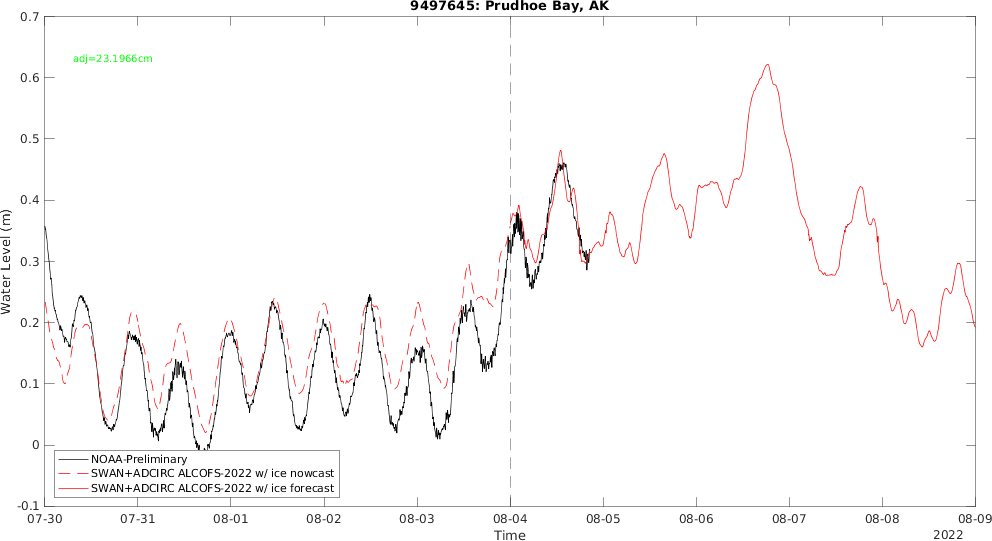 9497645: Prudhoe Bay, AK
adj=23.1966cm
Water Level (m)
0.7
0.6
0.5
0.4
0.3
0.2
0.1
0
-0.1
NOAA-Preliminary
SWAN+ADCIRC ALCOFS-2022 w/ ice nowcast
SWAN+ADCIRC ALCOFS-2022 w/ ice forecast
07-30 07-31 08-01 08-02 08-03 08-04 08-05 08-06 08-07 08-08 08-09
Time
2022